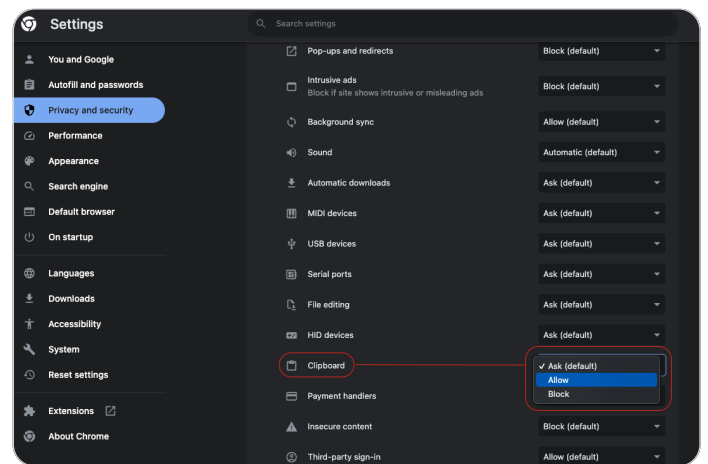 Settings
Search settings
You and Google
Autofill and passwords
Privacy and security
Performance
Appearance
Search engine
Default browser
On startup
Languages
Downloads
Accessibility
System
Reset settings
Extensions
About Chrome
Pop-ups and redirects Block (default)
Intrusive ads Block (default)
Block if site shows intrusive or misleading ads
Background sync Allow (default)
Sound Automatic (default)
Automatic downloads Ask (default)
MIDI devices Ask (default)
USB devices Ask (default)
Serial ports Ask (default)
File editing Ask (default)
HID devices Ask (default)
Clipboard ✓ Ask (default)
Allow
Block
Payment handlers
Insecure content Block (default)
Third-party sign-in Allow (default)